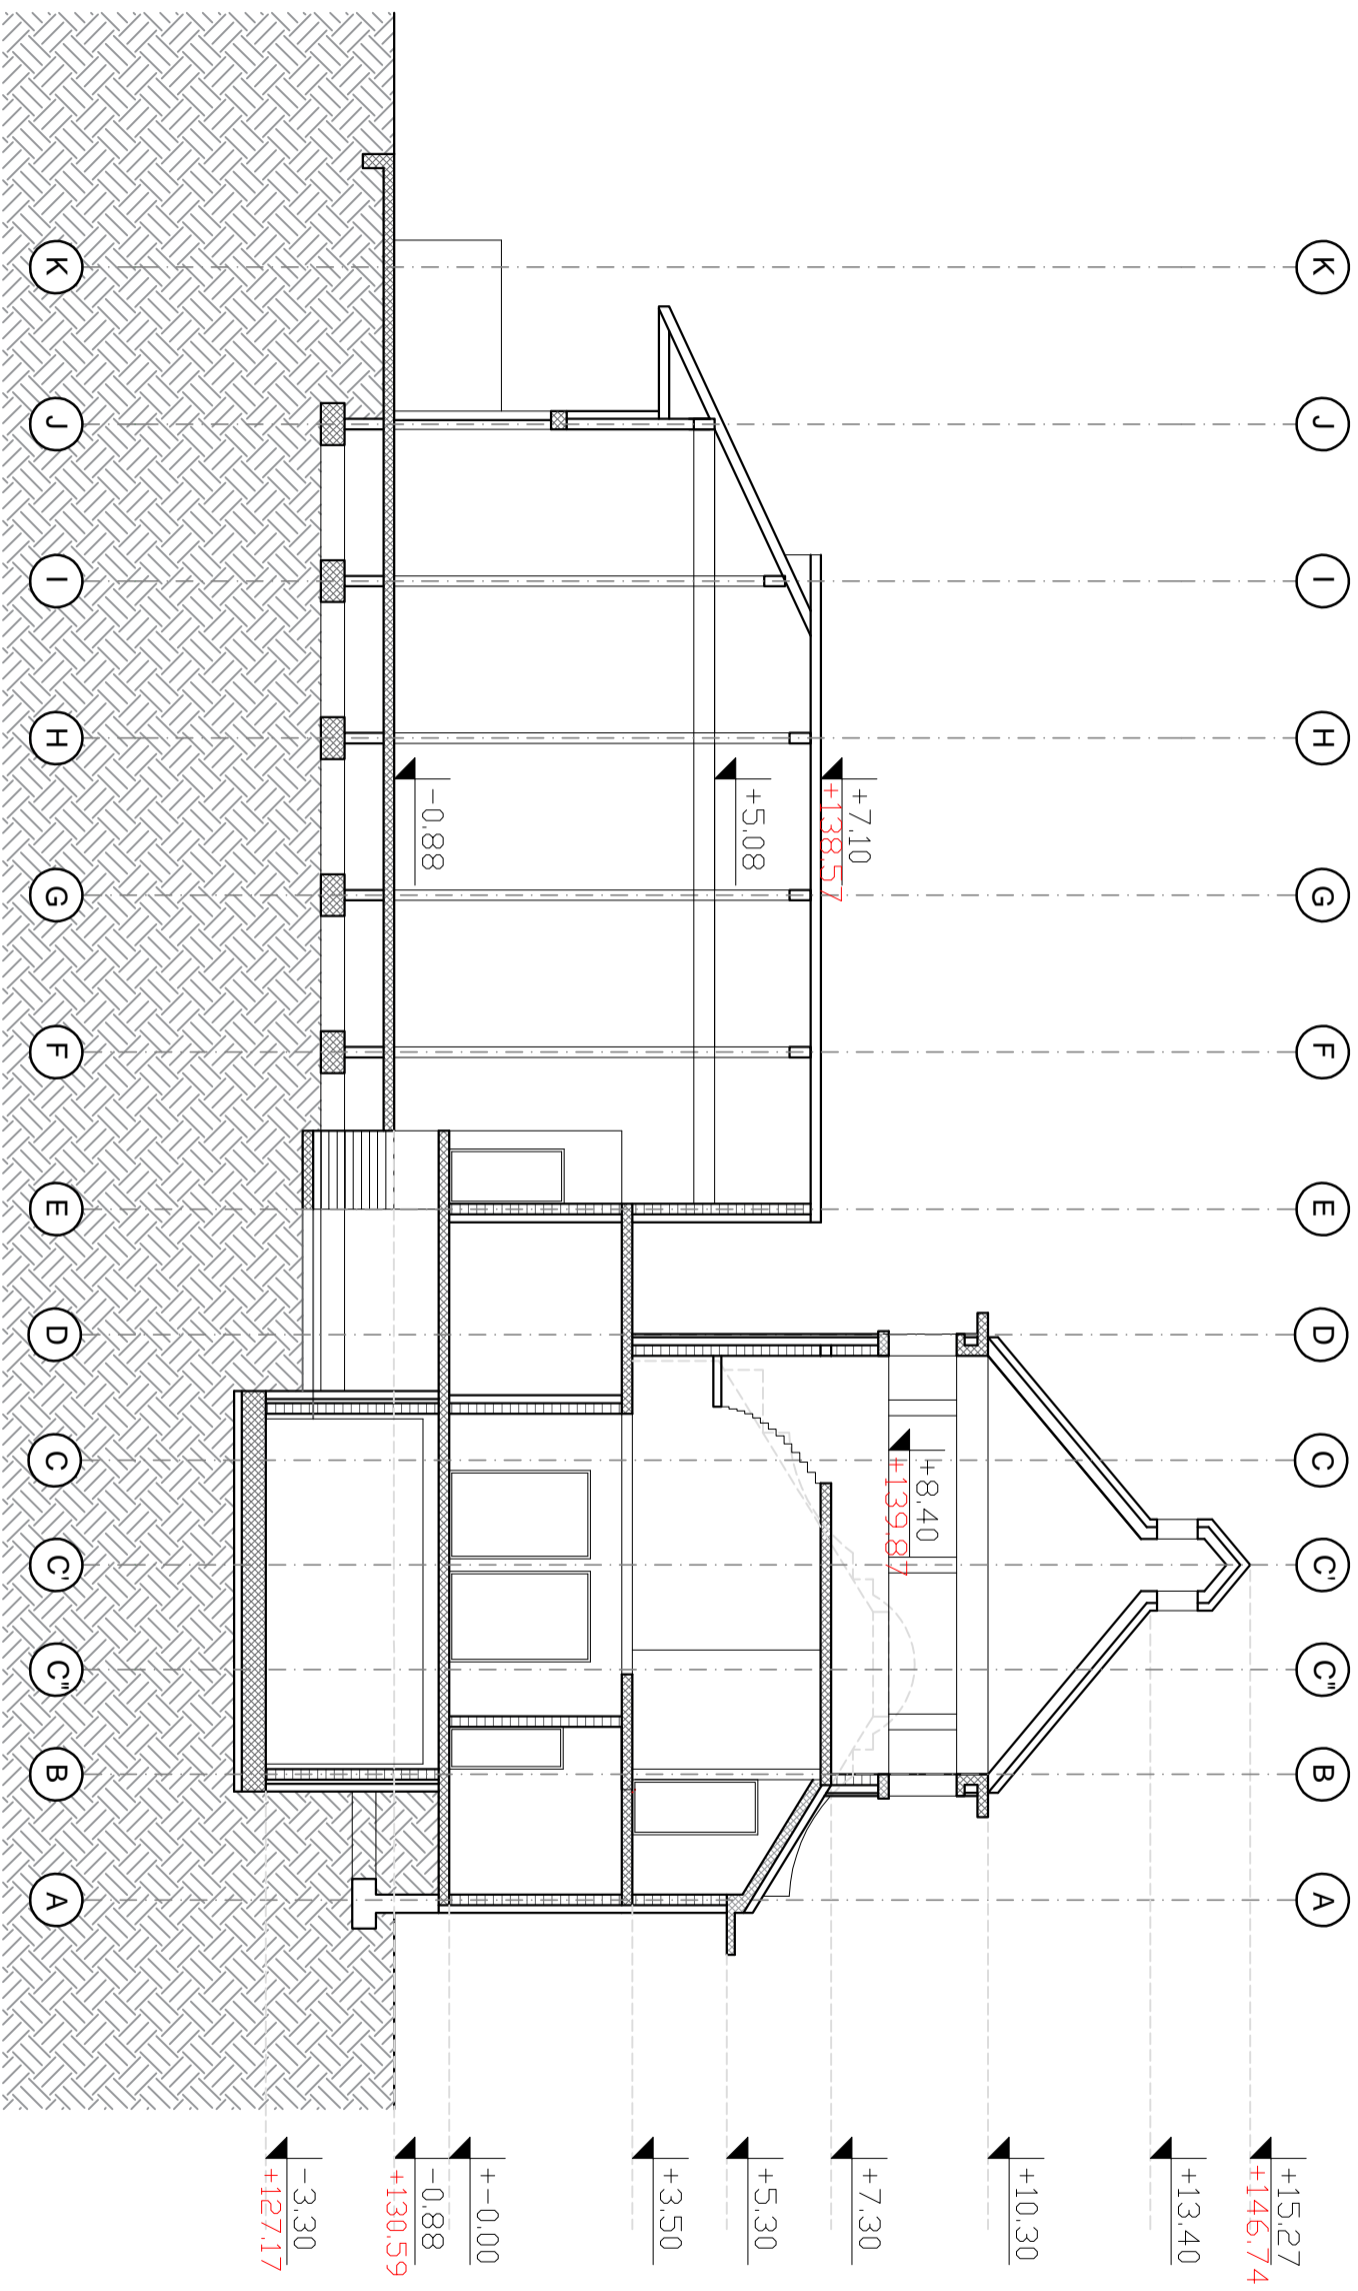 K
J
I
H
G
F
E
D
C
C'
C"
B
A
+15,27
+146,74
+13,40
+10,30
+8,40
+139,87
+7,30
+7,10
+138,57
+5,30
+5,08
+3,50
+-0,00
-0,88
-0,88
+130,59
-3,30
+127,17
K
J
I
H
G
F
E
D
C
C'
C"
B
A